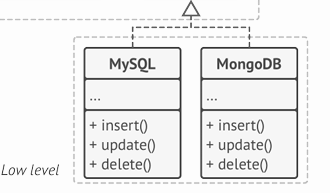 MySQL
...
+ insert()
+ update()
+ delete()
MongoDB
...
+ insert()
+ update()
+ delete()
Low level